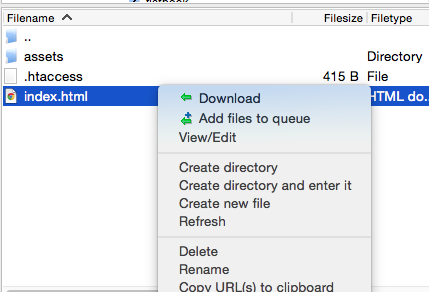 Filename Filesize Filetype
..
assets Directory
.htaccess 415 B File
index.html HTML do...
Download
Add files to queue
View/Edit
Create directory
Create directory and enter it
Create new file
Refresh
Delete
Rename
Copy URL(s) to clipboard